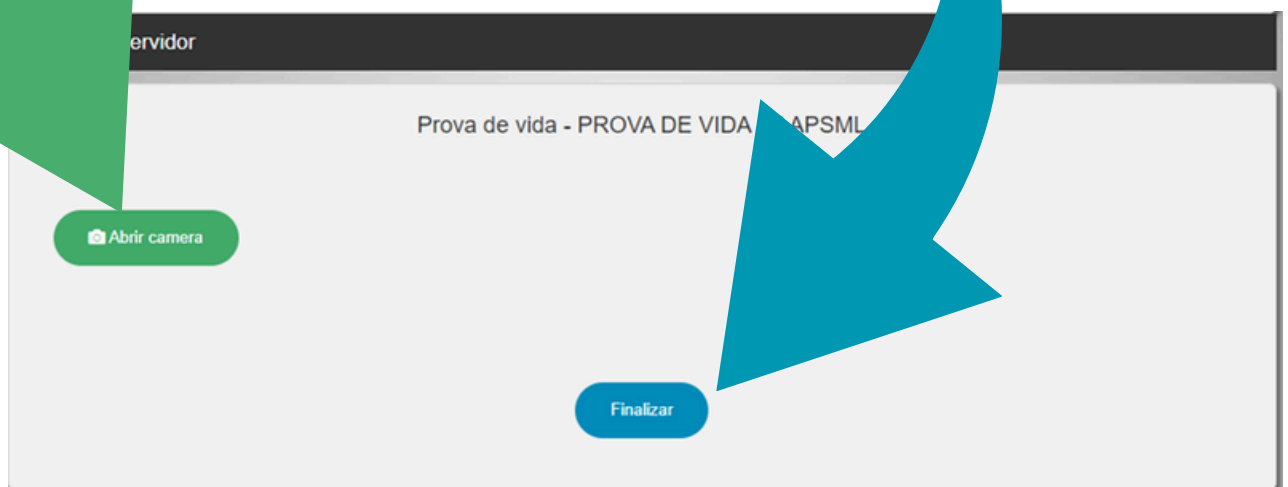 ervidor
Prova de vida - PROVA DE VIDA APSML
Abrir camera
Finalizar